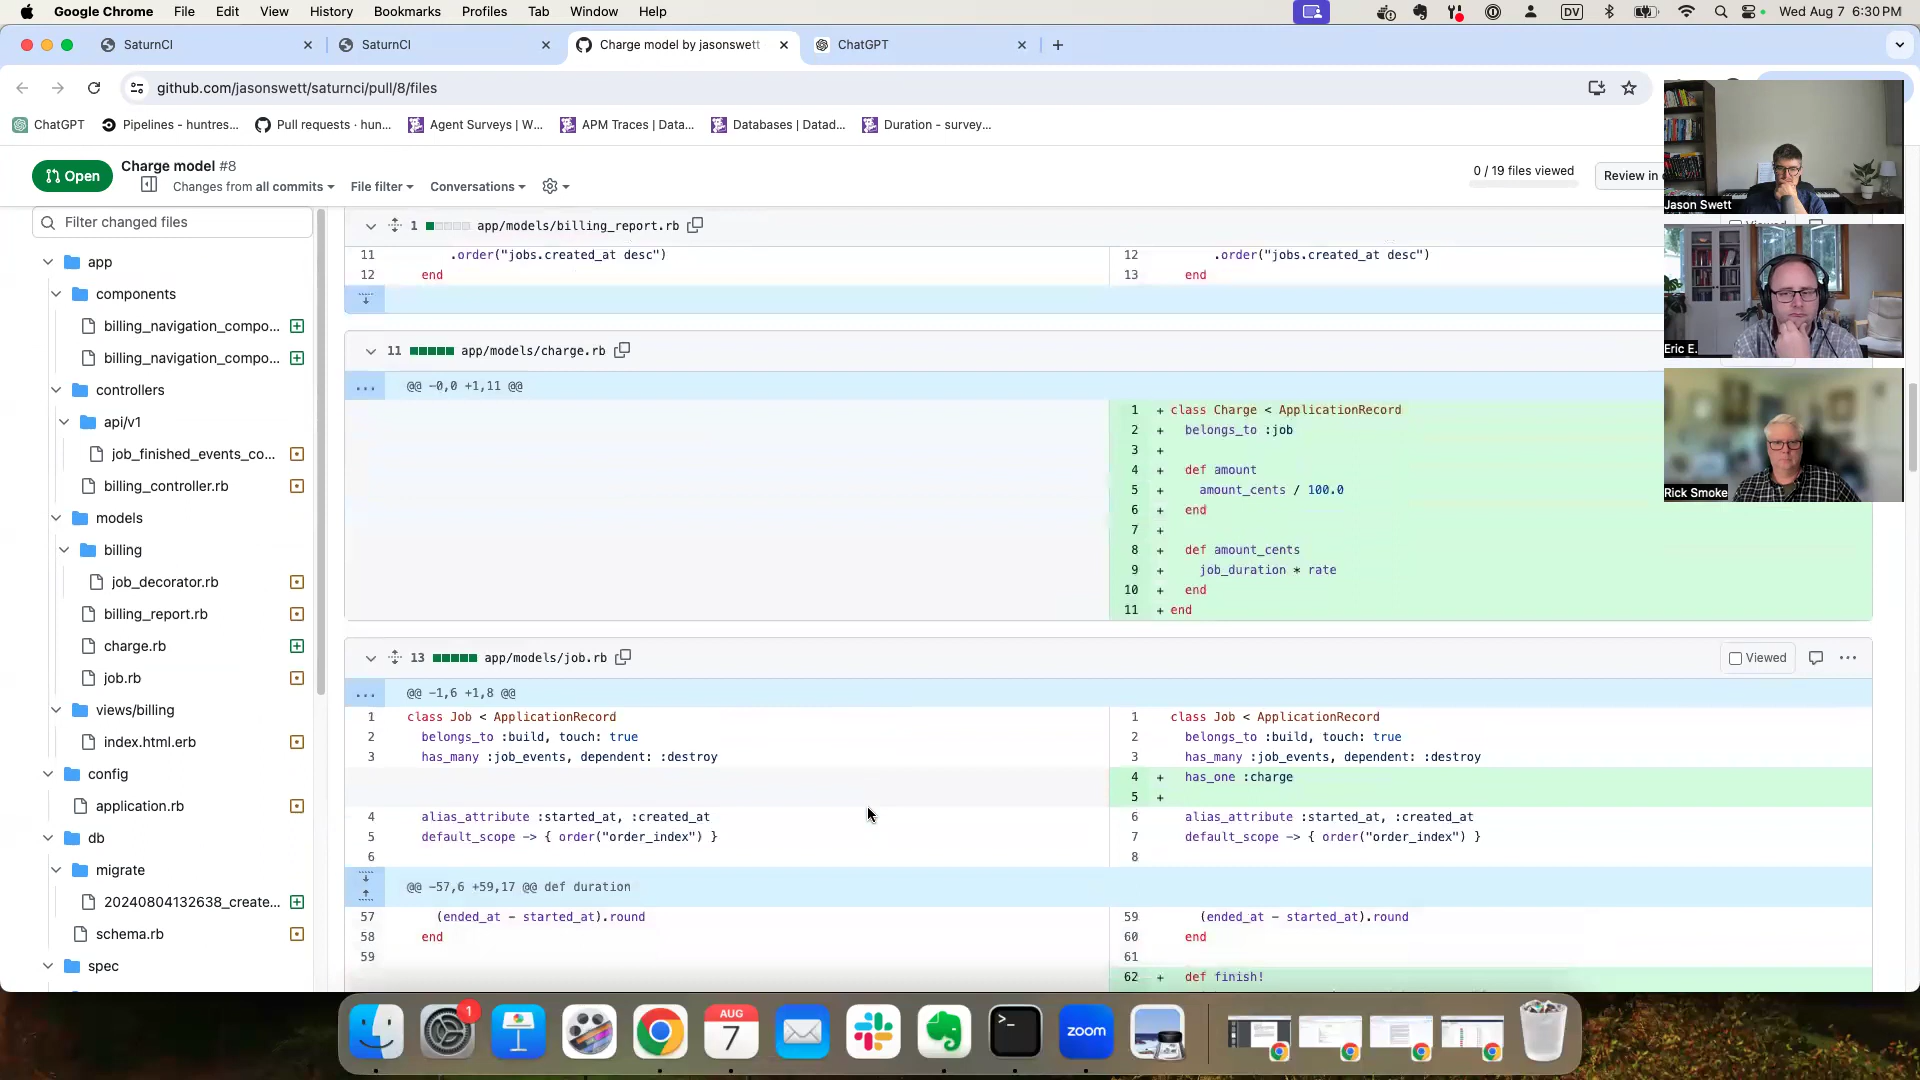 Google Chrome File Edit View History Bookmarks Profiles Tab Window Help DV Wed Aug 7 6:30 PM
SaturnCI SaturnCI Charge model by jasonswett ChatGPT
github.com/jasonswett/saturnci/pull/8/files
ChatGPT Pipelines - huntres... Pull requests · hun... Agent Surveys | W... APM Traces | Data... Databases | Datad... Duration - survey...
Open Charge model #8
Changes from all commits File filter Conversations
0 / 19 files viewed Review in
Filter changed files
app
components
billing_navigation_compo...
billing_navigation_compo...
controllers
api/v1
job_finished_events_co...
billing_controller.rb
models
billing
job_decorator.rb
billing_report.rb
charge.rb
job.rb
views/billing
index.html.erb
config
application.rb
db
migrate
20240804132638_create...
schema.rb
spec
1 app/models/billing_report.rb
11 .order("jobs.created_at desc") 12 .order("jobs.created_at desc")
12 end 13 end
11 app/models/charge.rb
... @@ -0,0 +1,11 @@
1 + class Charge < ApplicationRecord
2 + belongs_to :job
3 +
4 + def amount
5 + amount_cents / 100.0
6 + end
7 +
8 + def amount_cents
9 + job_duration * rate
10 + end
11 + end
13 app/models/job.rb Viewed
... @@ -1,6 +1,8 @@
1 class Job < ApplicationRecord 1 class Job < ApplicationRecord
2 belongs_to :build, touch: true 2 belongs_to :build, touch: true
3 has_many :job_events, dependent: :destroy 3 has_many :job_events, dependent: :destroy
4 + has_one :charge
5 +
4 alias_attribute :started_at, :created_at 6 alias_attribute :started_at, :created_at
5 default_scope -> { order("order_index") } 7 default_scope -> { order("order_index") }
6 8
@@ -57,6 +59,17 @@ def duration
57 (ended_at - started_at).round 59 (ended_at - started_at).round
58 end 60 end
59 61
62 + def finish!
Jason Swett
Eric E.
Rick Smoke
1
AUG
7
>_
zoom